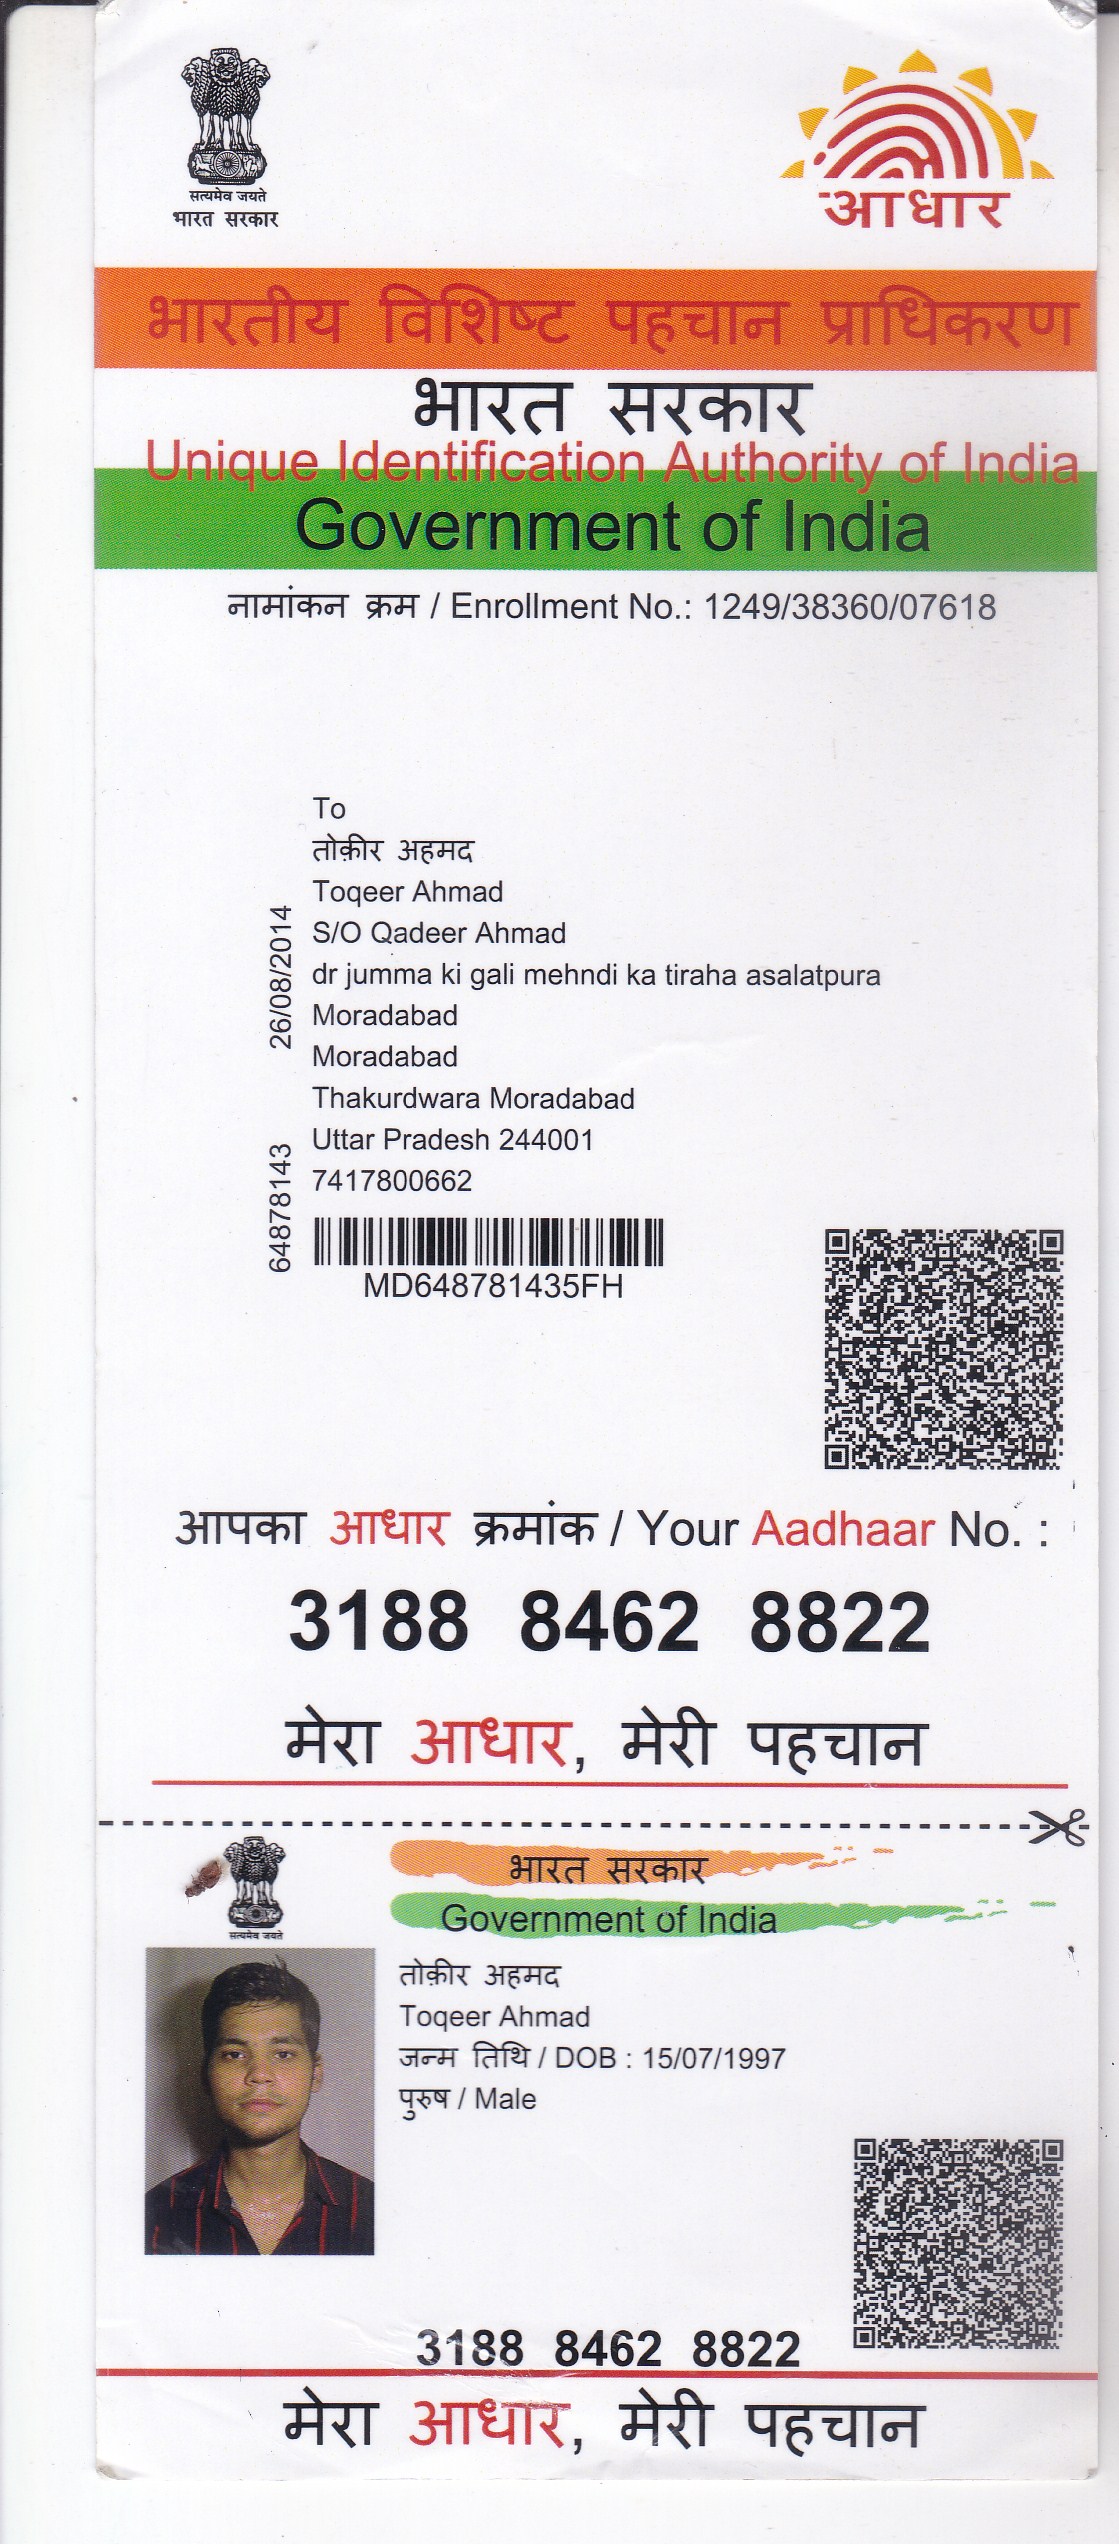 सत्यमेव जयते
भारत सरकार
आधार
भारतीय विशिष्ट पहचान प्राधिकरण
भारत सरकार
Unique Identification Authority of India
Government of India
नामांकन क्रम / Enrollment No.: 1249/38360/07618
To
तोक़ीर अहमद
Toqeer Ahmad
S/O Qadeer Ahmad
dr jumma ki gali mehndi ka tiraha asalatpura
Moradabad
Moradabad
Thakurdwara Moradabad
Uttar Pradesh 244001
7417800662
26/08/2014
64878143
MD648781435FH
आपका आधार क्रमांक / Your Aadhaar No. :
3188 8462 8822
मेरा आधार, मेरी पहचान
सत्यमेव जयते
भारत सरकार
Government of India
तोक़ीर अहमद
Toqeer Ahmad
जन्म तिथि / DOB : 15/07/1997
पुरुष / Male
3188 8462 8822
मेरा आधार, मेरी पहचान